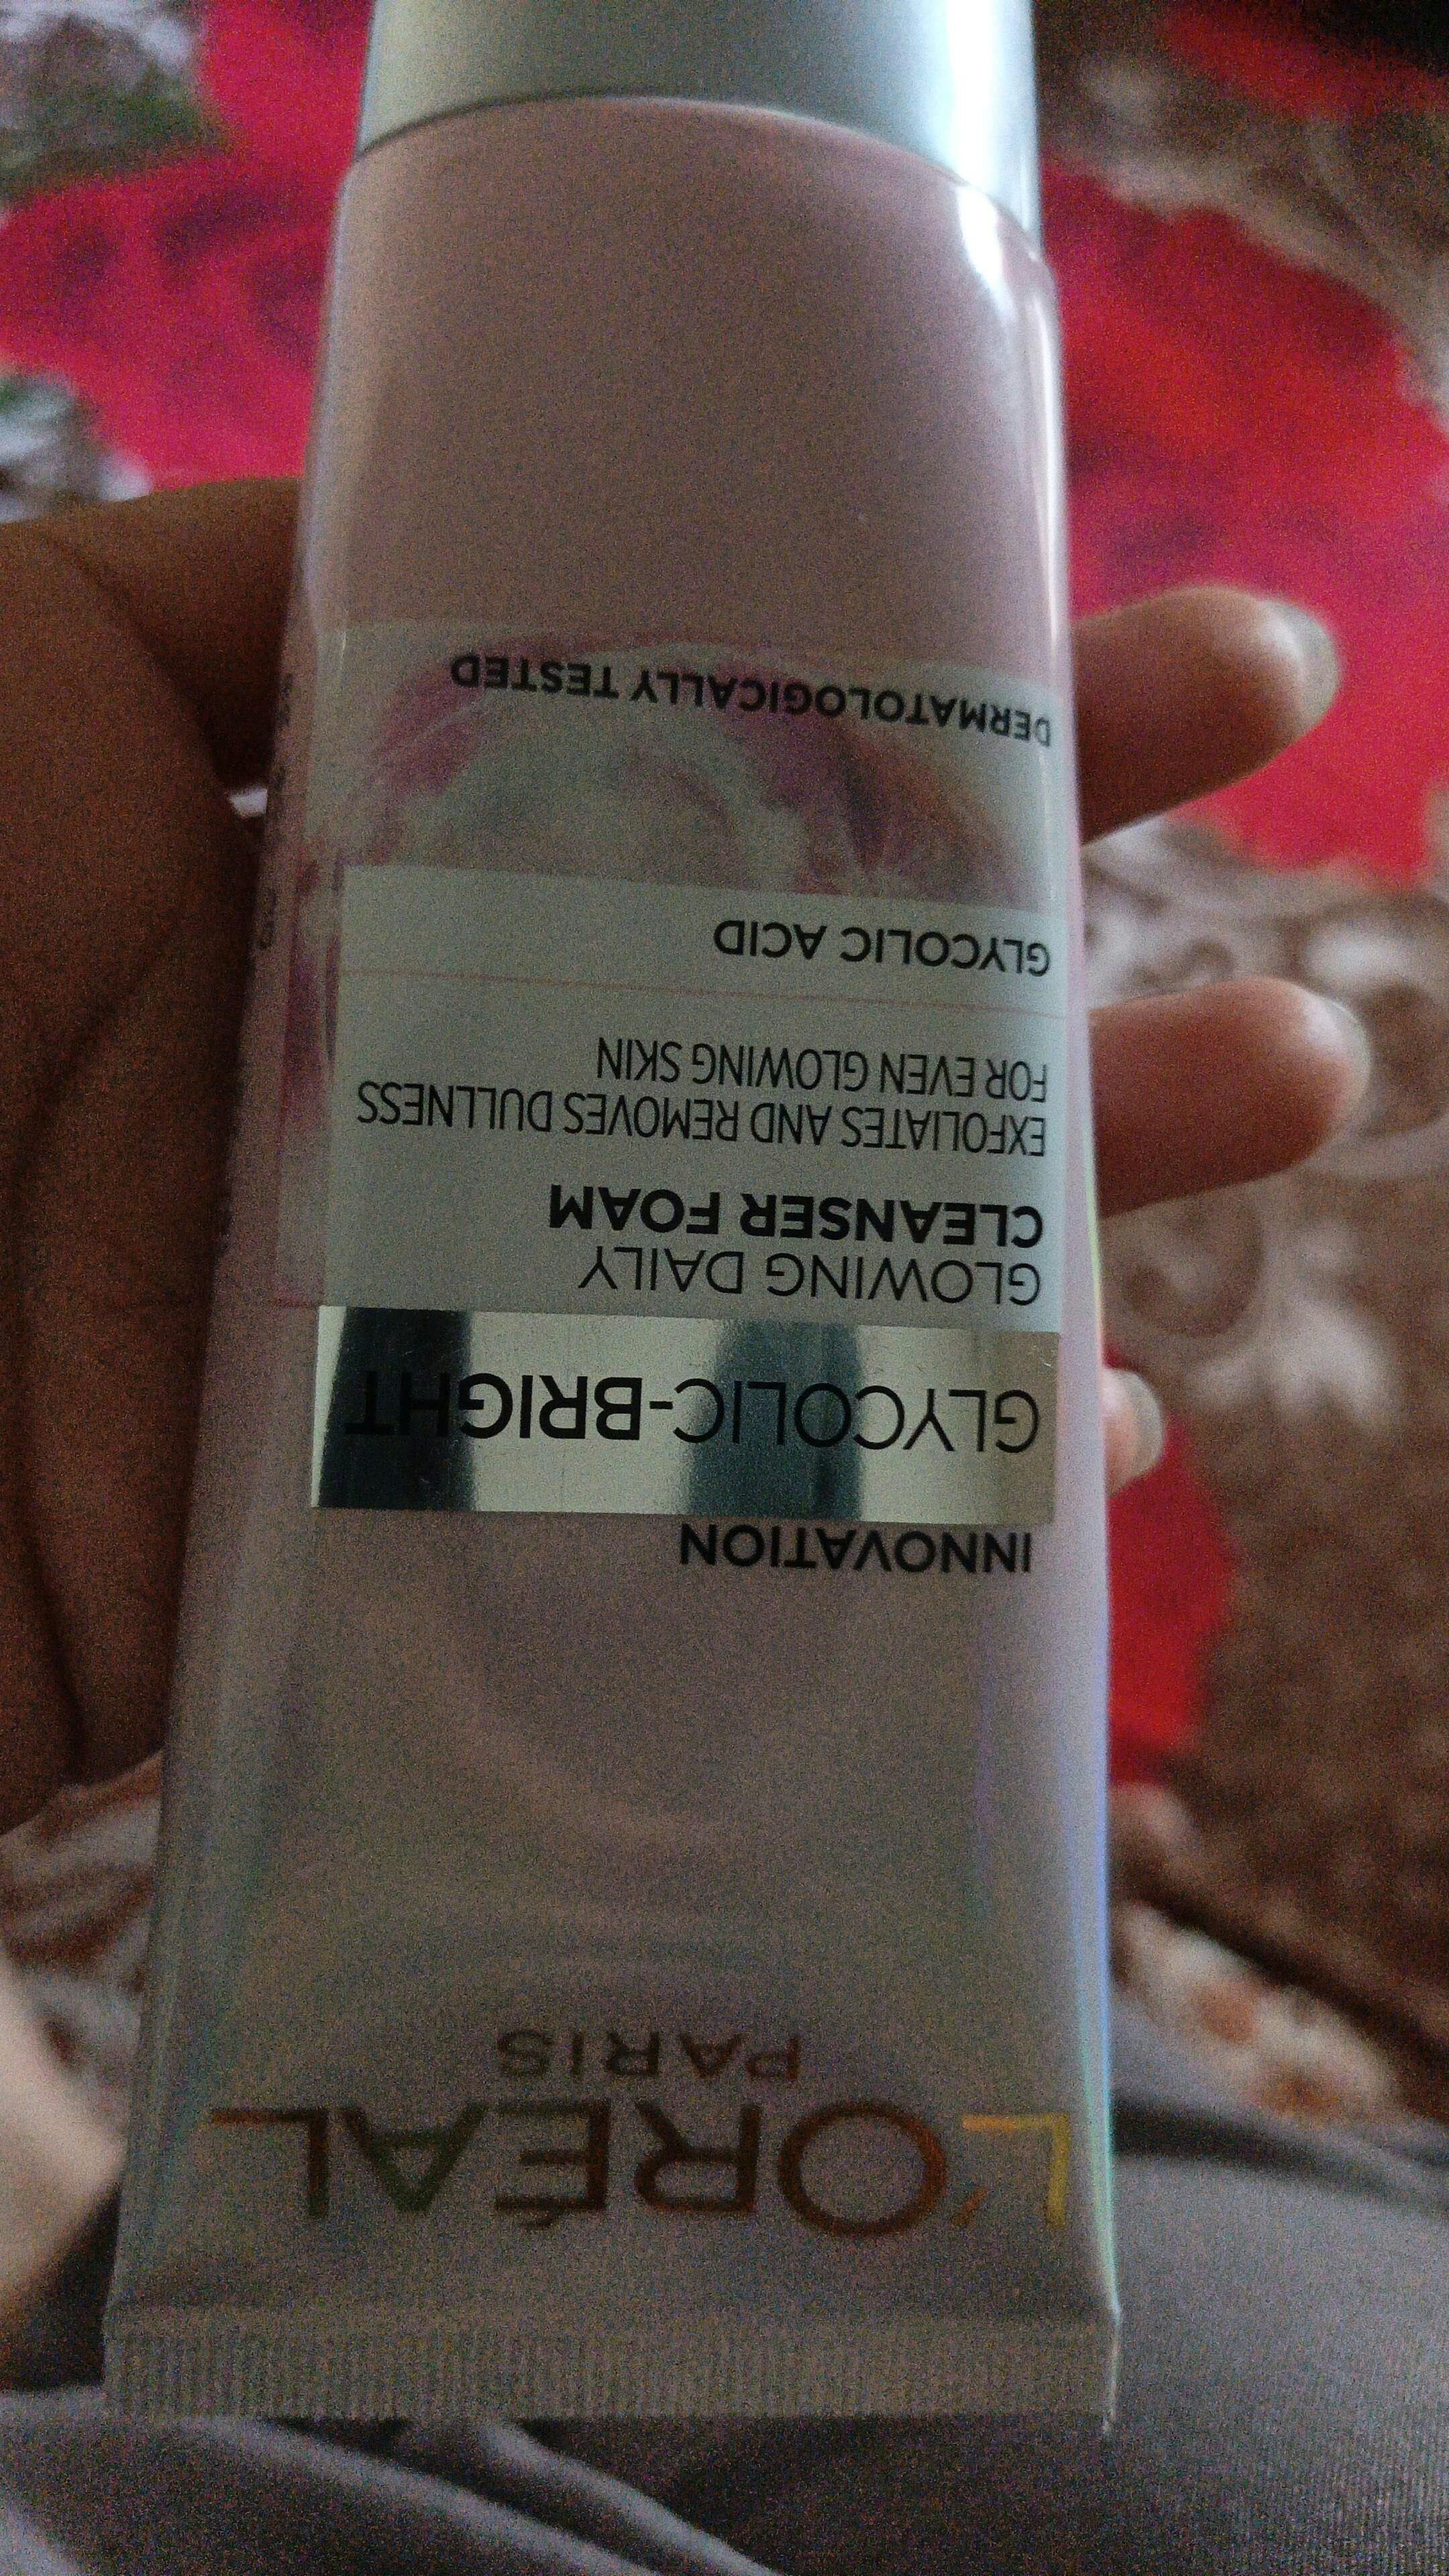 L'ORÉAL
PARIS
INNOVATION
GLYCOLIC-BRIGHT
GLOWING DAILY
CLEANSER FOAM
EXFOLIATES AND REMOVES DULLNESS
FOR EVEN GLOWING SKIN
GLYCOLIC ACID
DERMATOLOGICALLY TESTED